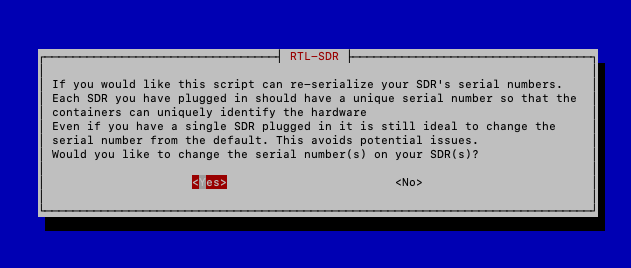 RTL-SDR
If you would like this script can re-serialize your SDR's serial numbers.
Each SDR you have plugged in should have a unique serial number so that the
containers can uniquely identify the hardware
Even if you have a single SDR plugged in it is still ideal to change the
serial number from the default. This avoids potential issues.
Would you like to change the serial number(s) on your SDR(s)?
<Yes> <No>